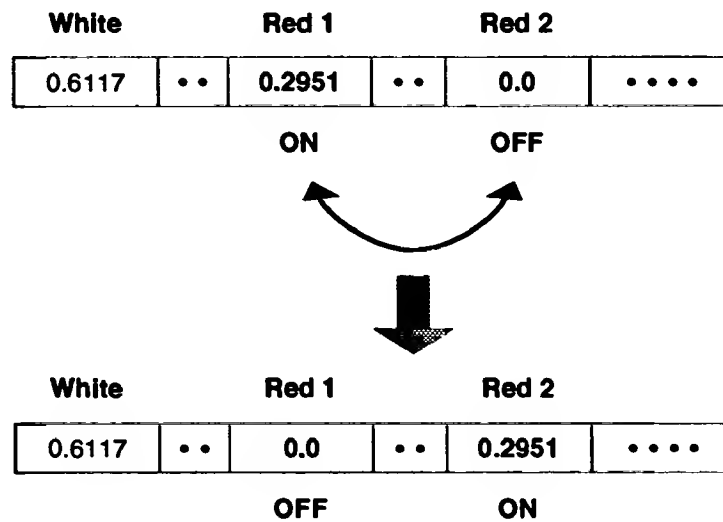 White Red 1 Red 2
0.6117 •• 0.2951 •• 0.0 ••••
ON OFF
White Red 1 Red 2
0.6117 •• 0.0 •• 0.2951 ••••
OFF ON